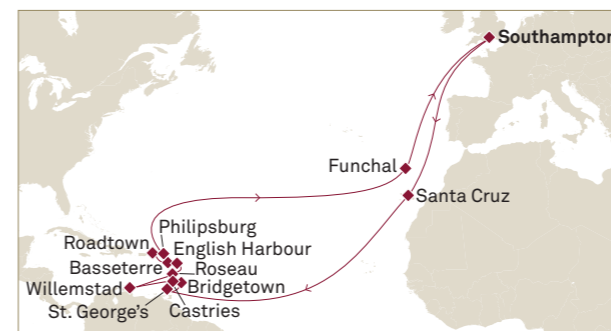 Southampton
Funchal
Santa Cruz
Philipsburg
Roadtown
English Harbour
Basseterre
Roseau
Willemstad
Bridgetown
St. George's
Castries